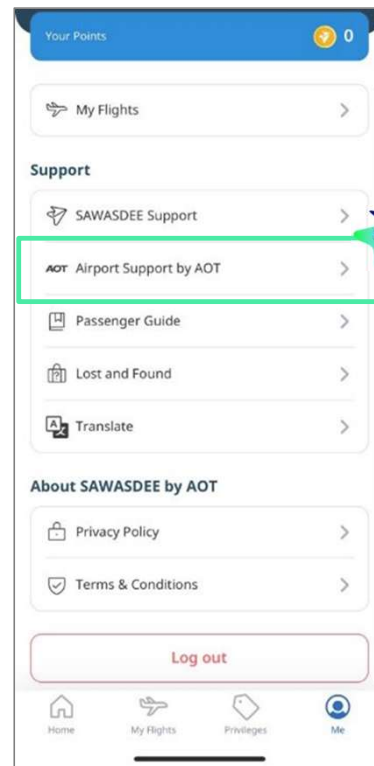 Your Points 0
My Flights
Support
SAWASDEE Support
AOT Airport Support by AOT
Passenger Guide
Lost and Found
Translate
About SAWASDEE by AOT
Privacy Policy
Terms & Conditions
Log out
Home My Flights Privileges Me